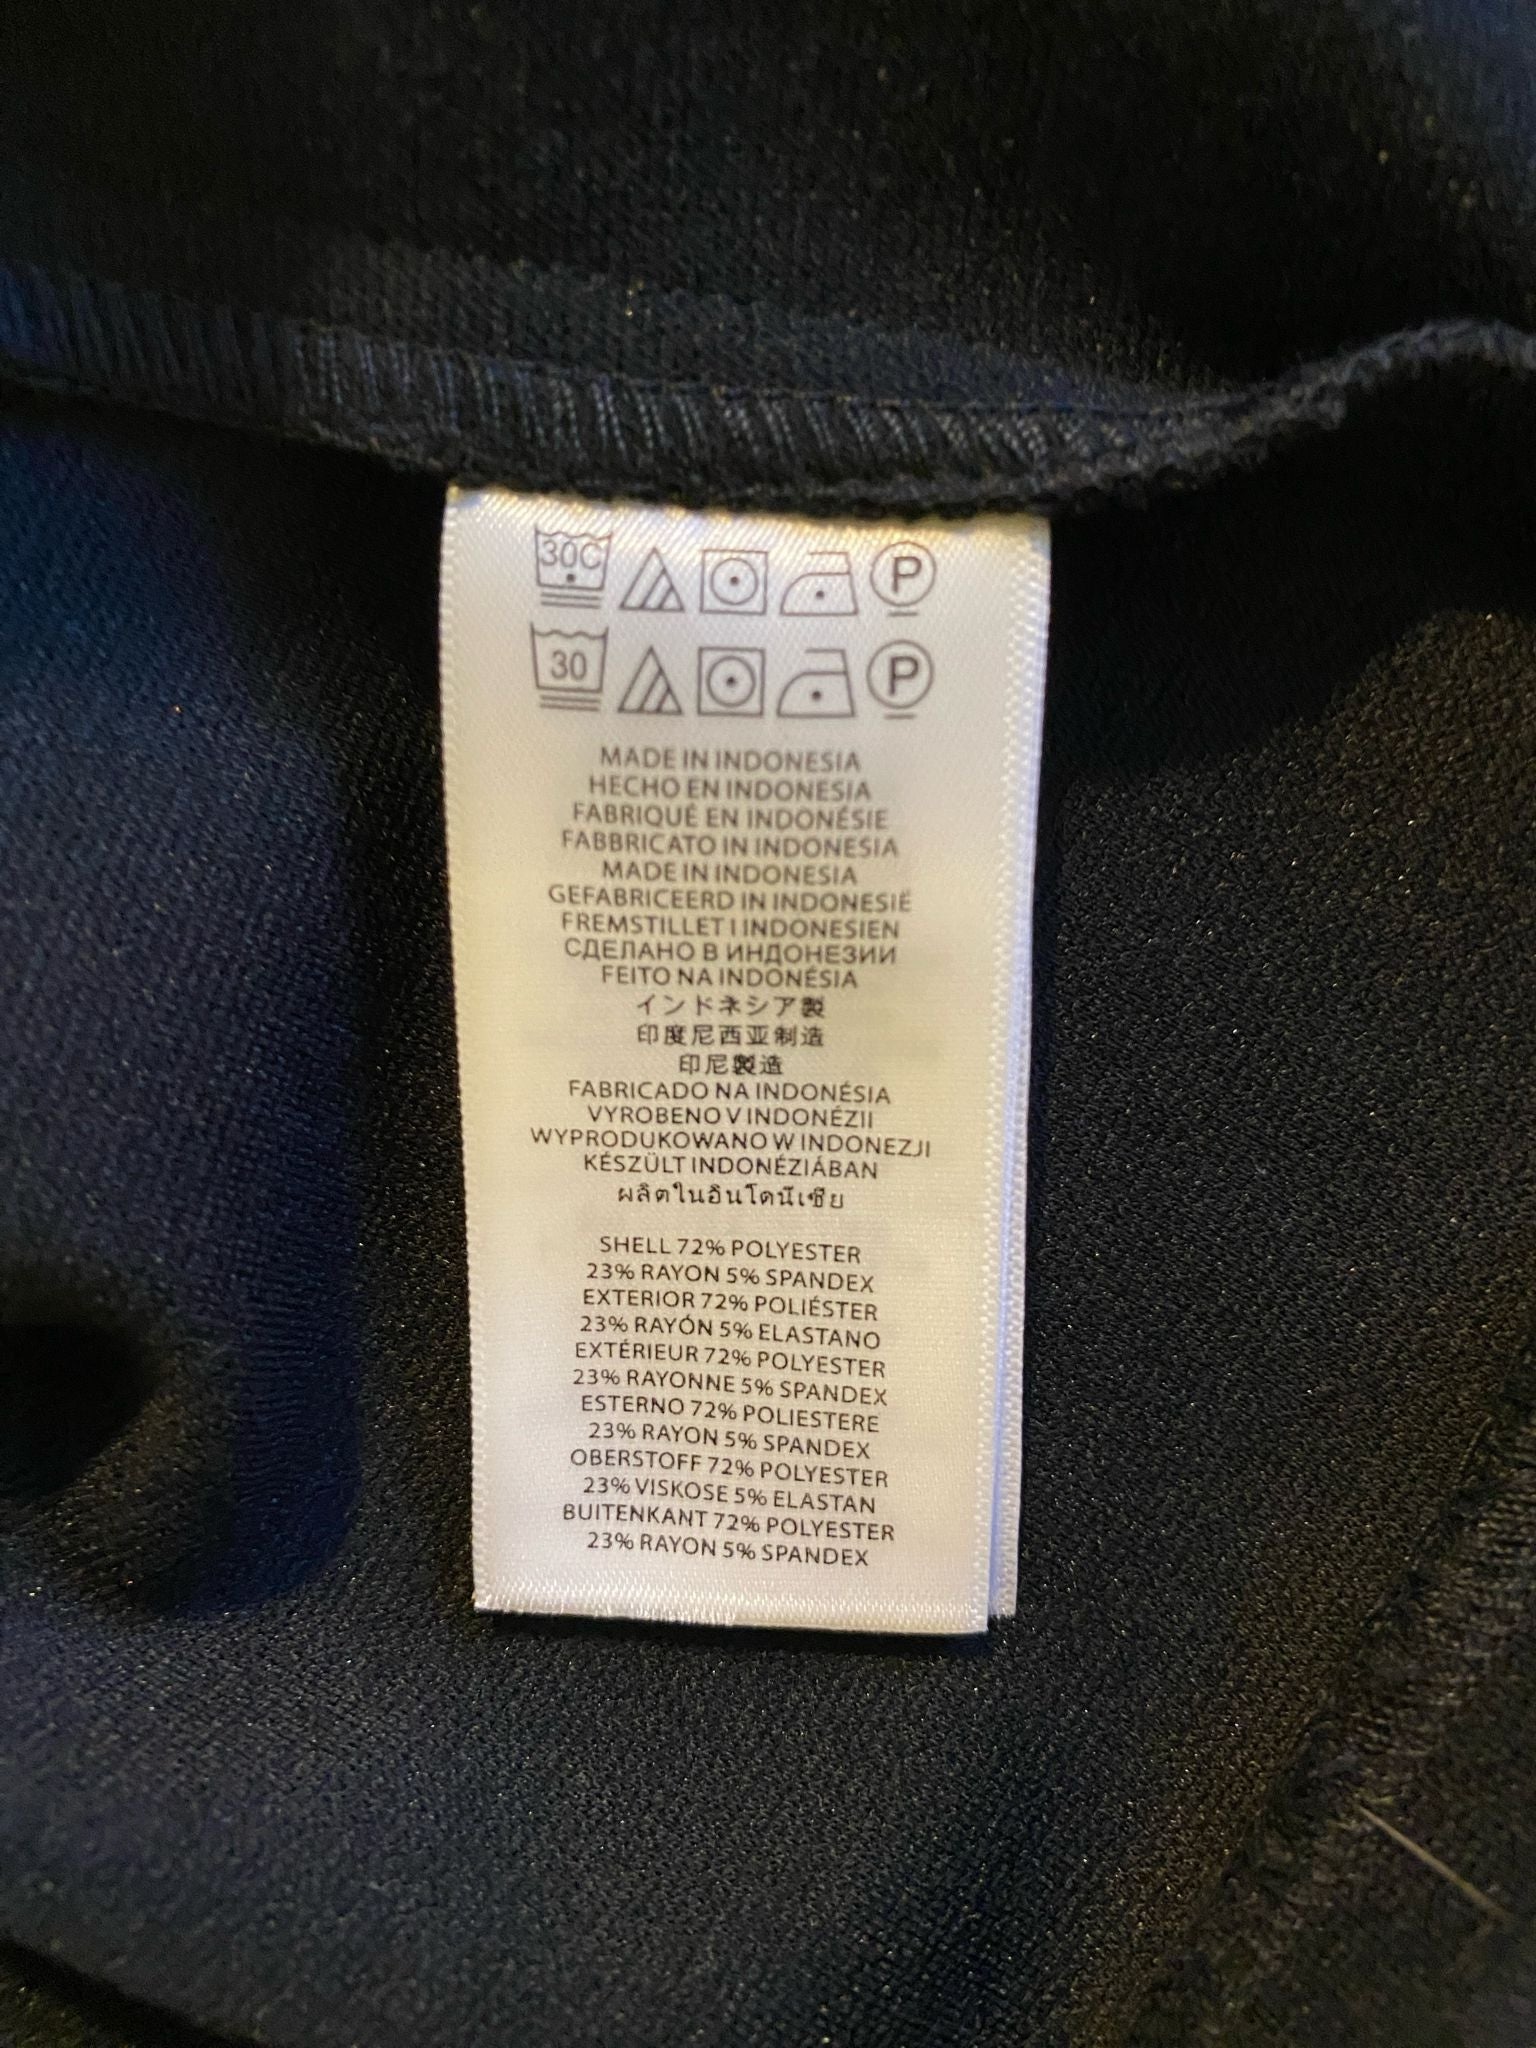 30C P
30 P
MADE IN INDONESIA
HECHO EN INDONESIA
FABRIQUÉ EN INDONÉSIE
FABBRICATO IN INDONESIA
MADE IN INDONESIA
GEFABRICEERD IN INDONESIË
FREMSTILLET I INDONESIEN
СДЕЛАНО В ИНДОНЕЗИИ
FEITO NA INDONÉSIA
インドネシア製
印度尼西亚制造
印尼製造
FABRICADO NA INDONÉSIA
VYROBENO V INDONÉZII
WYPRODUKOWANO W INDONEZJI
KÉSZÜLT INDONÉZIÁBAN
ผลิตในอินโดนีเซีย
SHELL 72% POLYESTER
23% RAYON 5% SPANDEX
EXTERIOR 72% POLIÉSTER
23% RAYÓN 5% ELASTANO
EXTÉRIEUR 72% POLYESTER
23% RAYONNE 5% SPANDEX
ESTERNO 72% POLIESTERE
23% RAYON 5% SPANDEX
OBERSTOFF 72% POLYESTER
23% VISKOSE 5% ELASTAN
BUITENKANT 72% POLYESTER
23% RAYON 5% SPANDEX